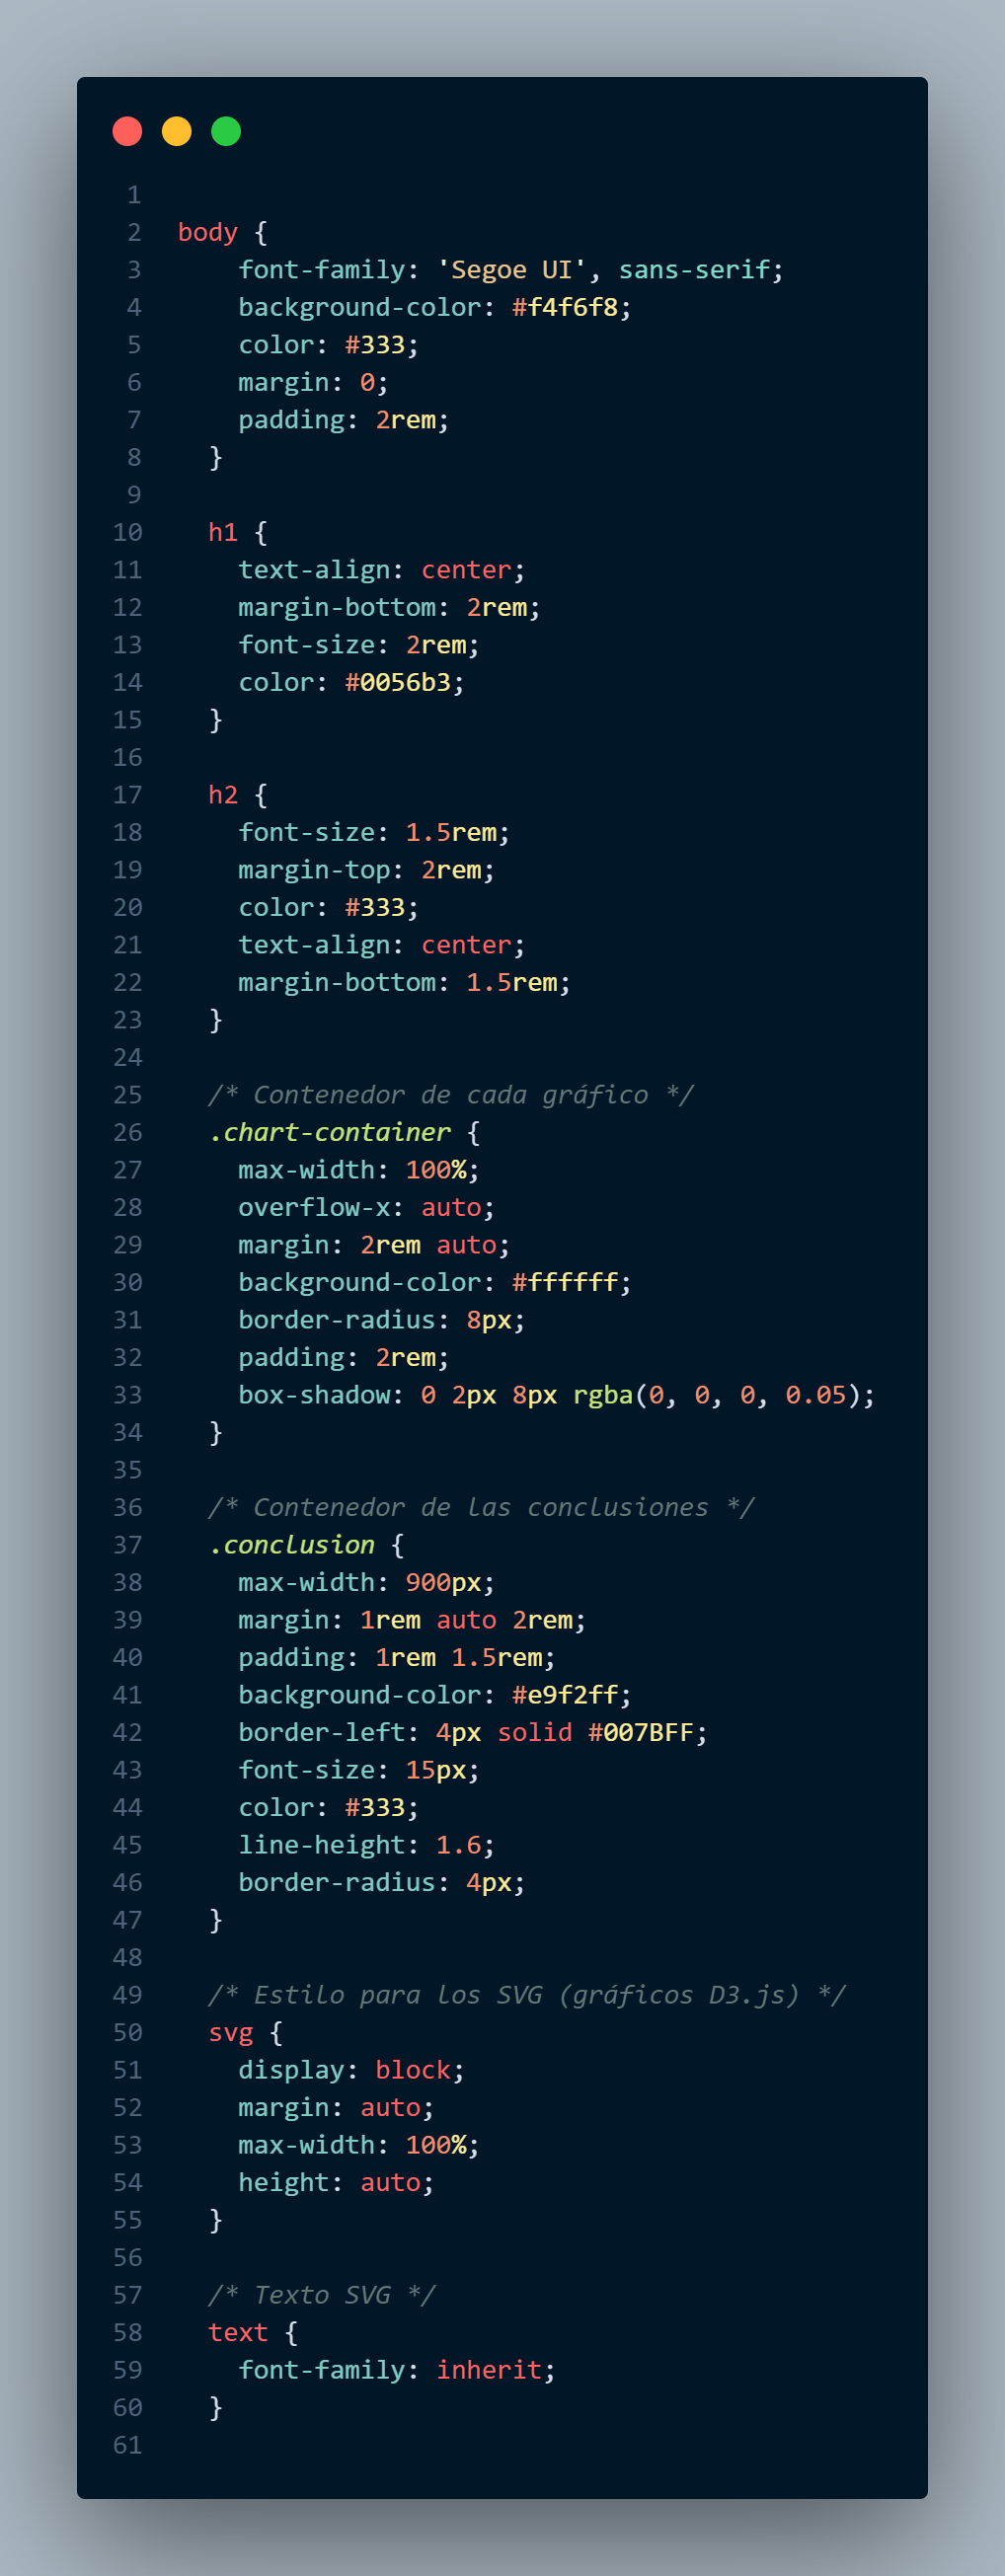 1
2 body {
3     font-family: 'Segoe UI', sans-serif;
4     background-color: #f4f6f8;
5     color: #333;
6     margin: 0;
7     padding: 2rem;
8   }
9
10   h1 {
11     text-align: center;
12     margin-bottom: 2rem;
13     font-size: 2rem;
14     color: #0056b3;
15   }
16
17   h2 {
18     font-size: 1.5rem;
19     margin-top: 2rem;
20     color: #333;
21     text-align: center;
22     margin-bottom: 1.5rem;
23   }
24
25   /* Contenedor de cada gráfico */
26   .chart-container {
27     max-width: 100%;
28     overflow-x: auto;
29     margin: 2rem auto;
30     background-color: #ffffff;
31     border-radius: 8px;
32     padding: 2rem;
33     box-shadow: 0 2px 8px rgba(0, 0, 0, 0.05);
34   }
35
36   /* Contenedor de las conclusiones */
37   .conclusion {
38     max-width: 900px;
39     margin: 1rem auto 2rem;
40     padding: 1rem 1.5rem;
41     background-color: #e9f2ff;
42     border-left: 4px solid #007BFF;
43     font-size: 15px;
44     color: #333;
45     line-height: 1.6;
46     border-radius: 4px;
47   }
48
49   /* Estilo para los SVG (gráficos D3.js) */
50   svg {
51     display: block;
52     margin: auto;
53     max-width: 100%;
54     height: auto;
55   }
56
57   /* Texto SVG */
58   text {
59     font-family: inherit;
60   }
61